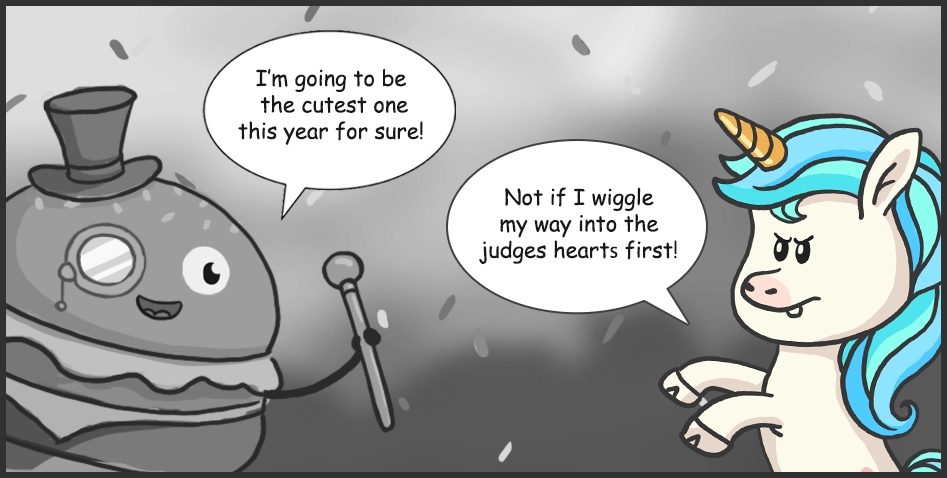 I'm going to be
the cutest one
this year for sure!
Not if I wiggle
my way into the
judges hearts first!